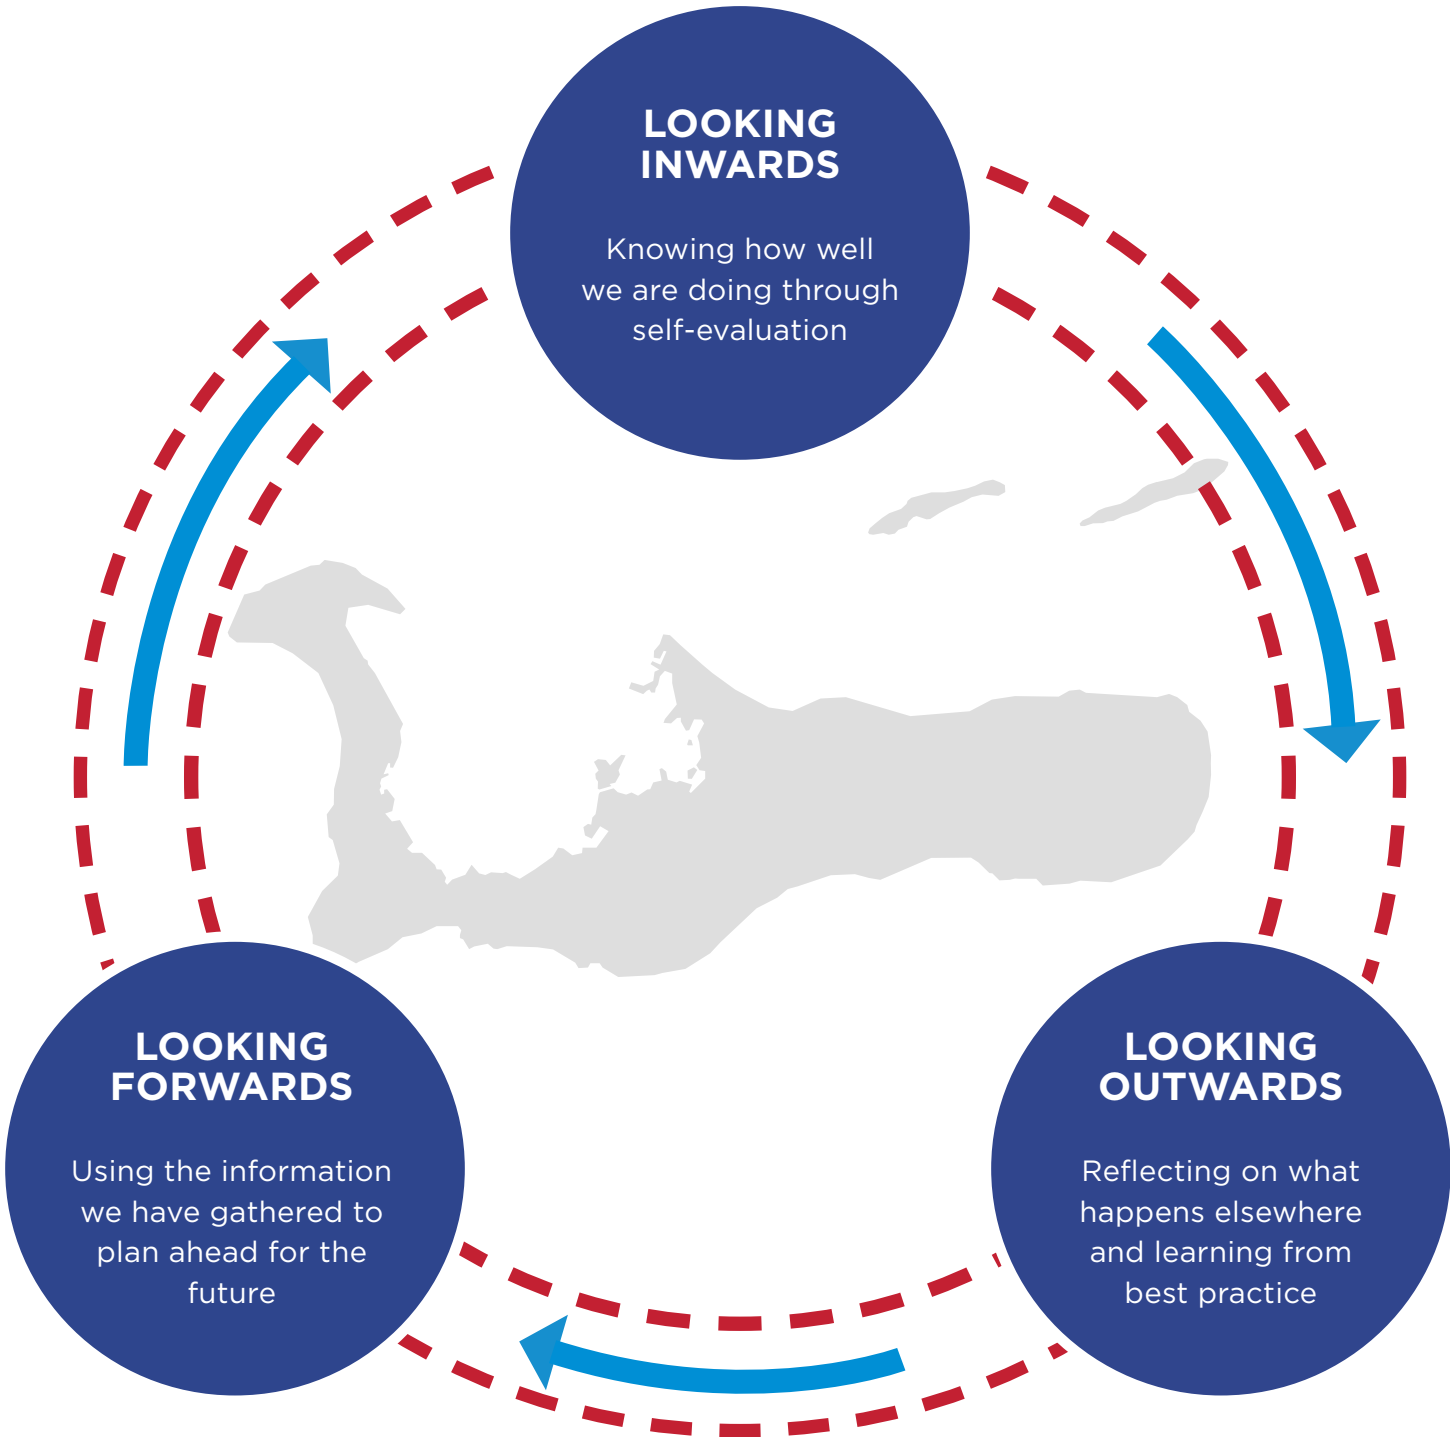 LOOKING
INWARDS
Knowing how well
we are doing through
self-evaluation
LOOKING
FORWARDS
Using the information
we have gathered to
plan ahead for the
future
LOOKING
OUTWARDS
Reflecting on what
happens elsewhere
and learning from
best practice